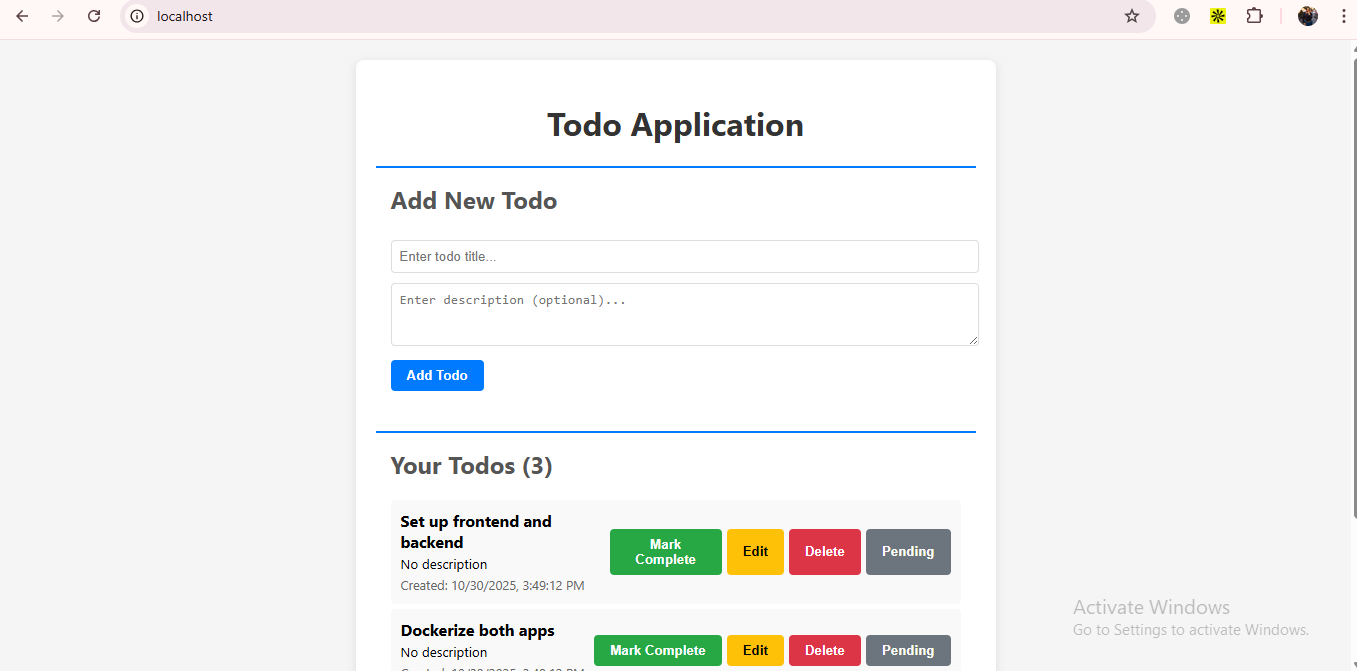 localhost
Todo Application
Add New Todo
Enter todo title...
Enter description (optional)...
Add Todo
Your Todos (3)
Set up frontend and
backend
No description
Created: 10/30/2025, 3:49:12 PM
Mark
Complete
Edit
Delete
Pending
Dockerize both apps
No description
Mark Complete
Edit
Delete
Pending
Activate Windows
Go to Settings to activate Windows.